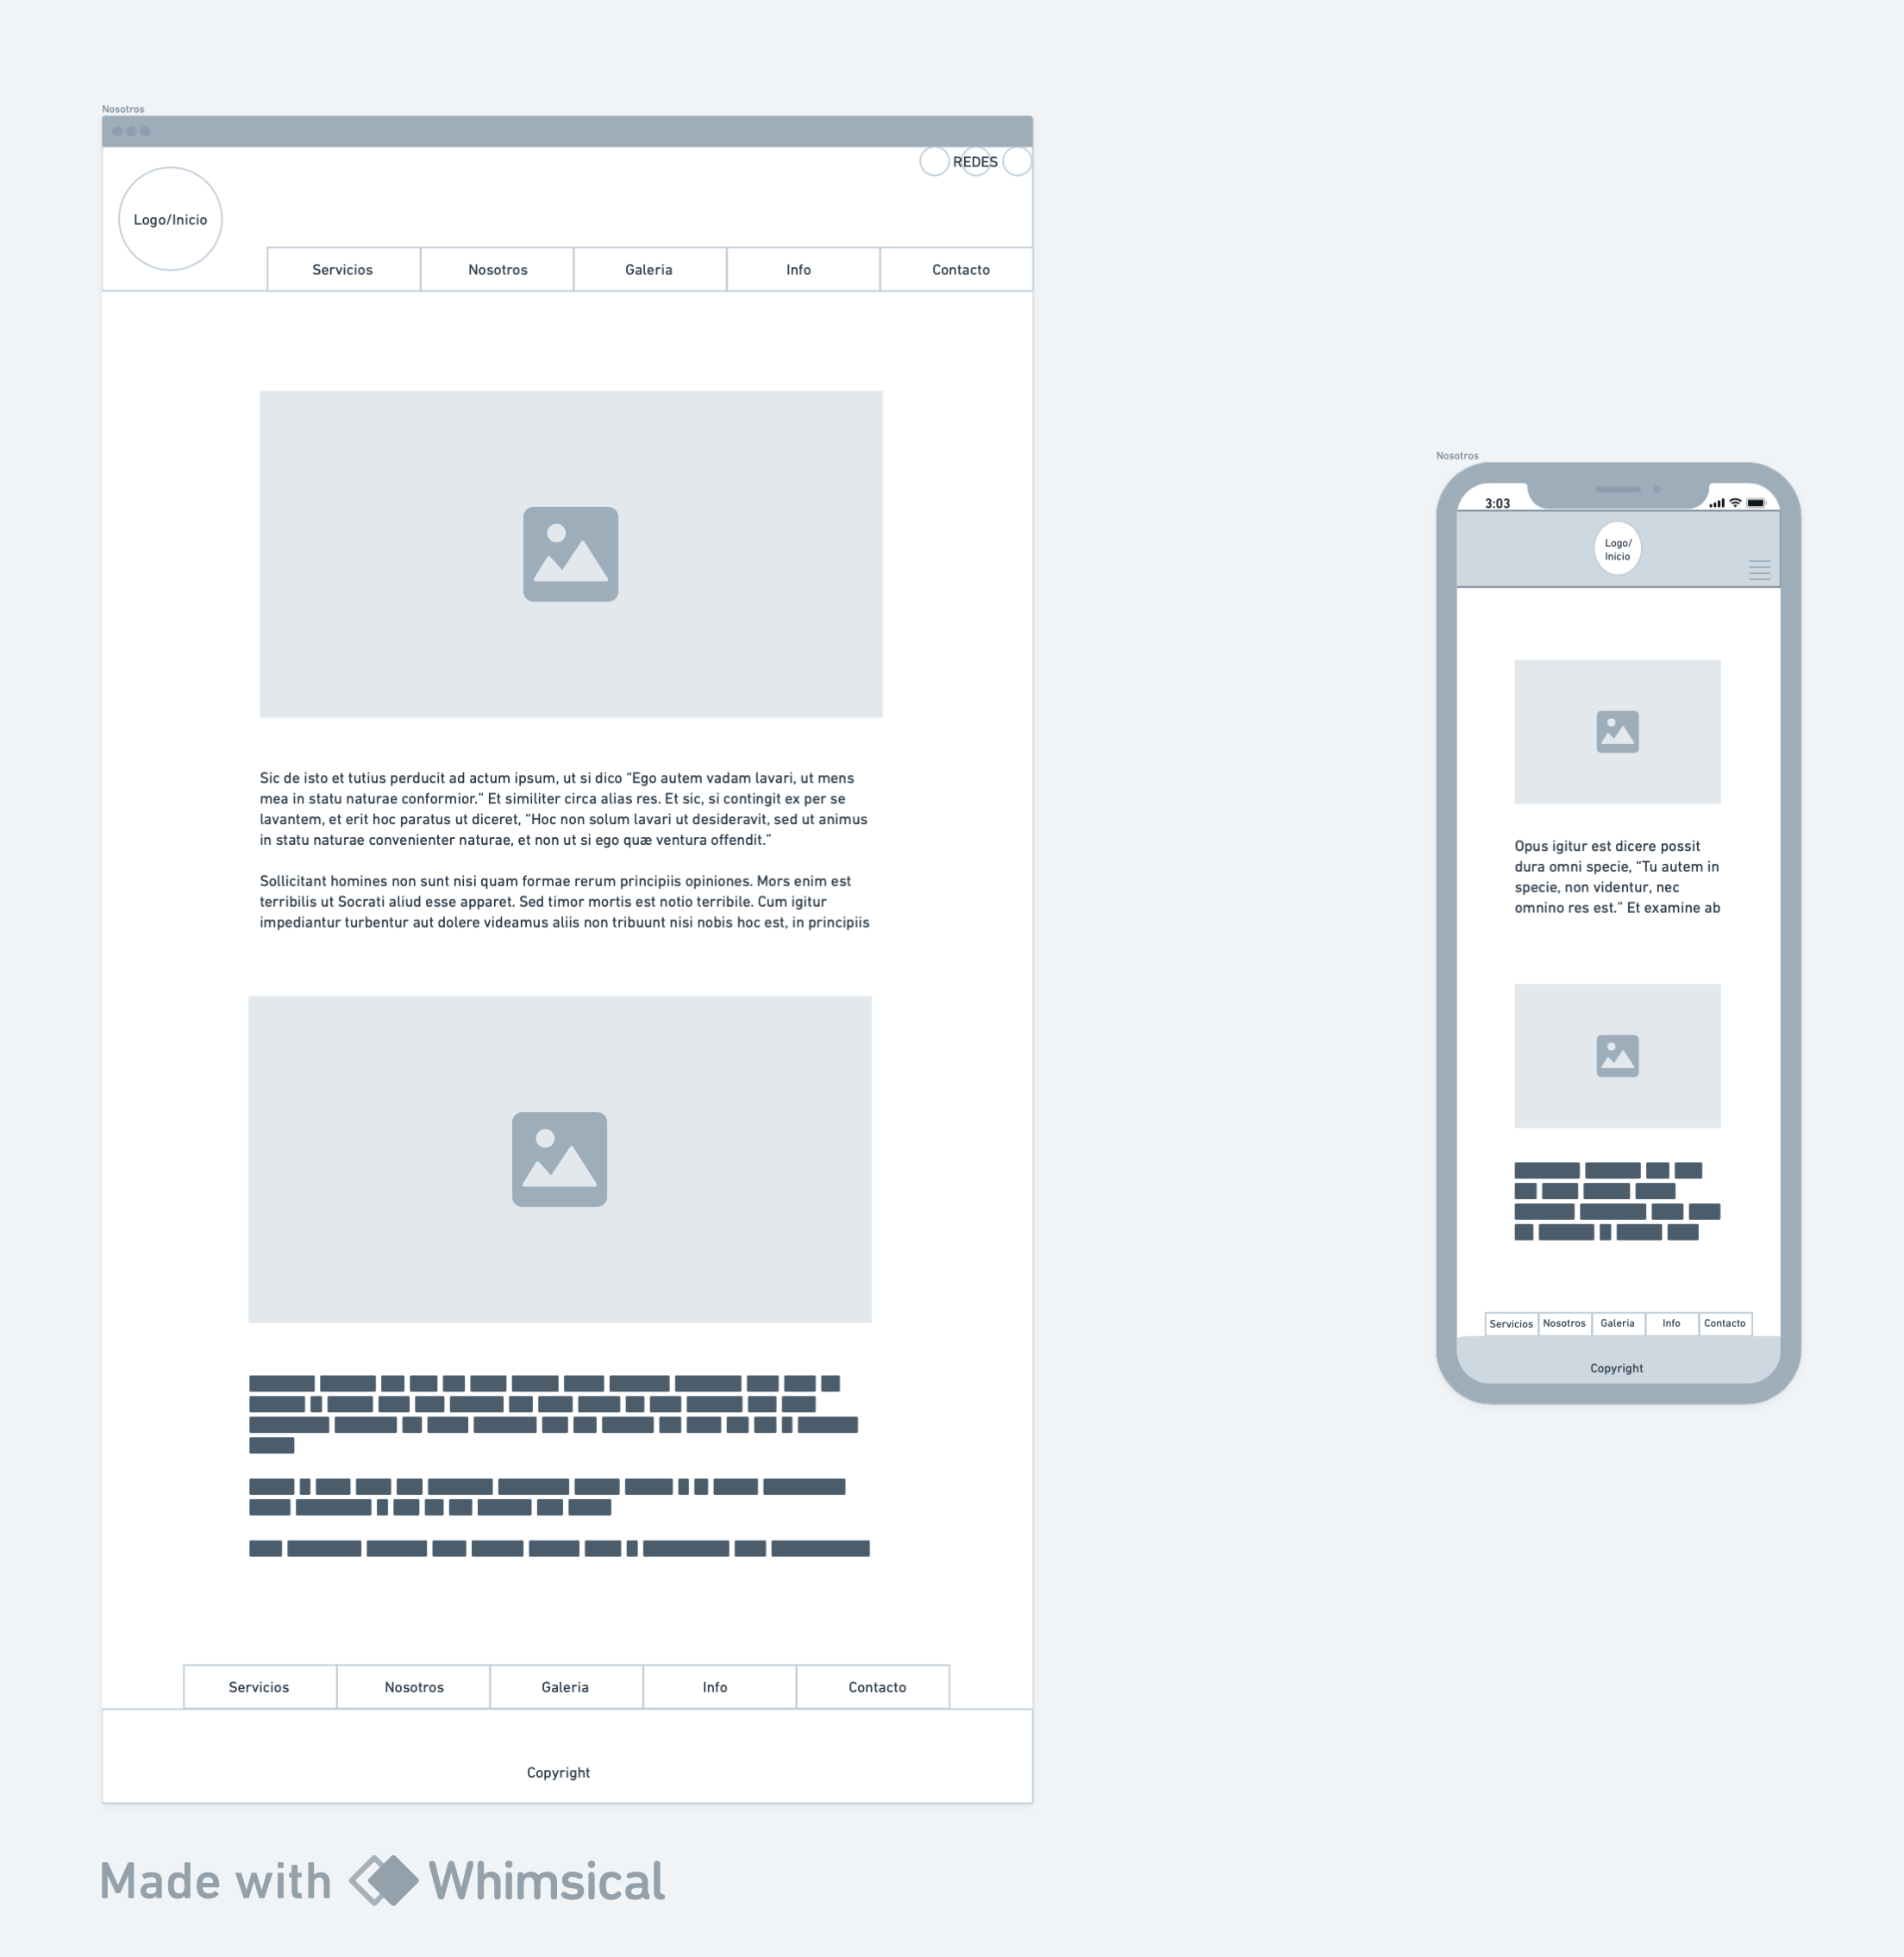 Nosotros
REDES
Logo/Inicio
Servicios
Nosotros
Galeria
Info
Contacto
Sic de isto et tutius perducit ad actum ipsum, ut si dico “Ego autem vadam lavari, ut mens
mea in statu naturae conformior.” Et similiter circa alias res. Et sic, si contingit ex per se
lavantem, et erit hoc paratus ut diceret, “Hoc non solum lavari ut desideravit, sed ut animus
in statu naturae convenienter naturae, et non ut si ego quæ ventura offendit.”
Sollicitant homines non sunt nisi quam formae rerum principiis opiniones. Mors enim est
terribilis ut Socrati aliud esse apparet. Sed timor mortis est notio terribile. Cum igitur
impediantur turbentur aut dolere videamus aliis non tribuunt nisi nobis hoc est, in principiis
Servicios
Nosotros
Galeria
Info
Contacto
Copyright
Nosotros
3:03
Logo/
Inicio
Opus igitur est dicere possit
dura omni specie, “Tu autem in
specie, non videntur, nec
omnino res est.” Et examine ab
Servicios
Nosotros
Galeria
Info
Contacto
Copyright
Made with Whimsical